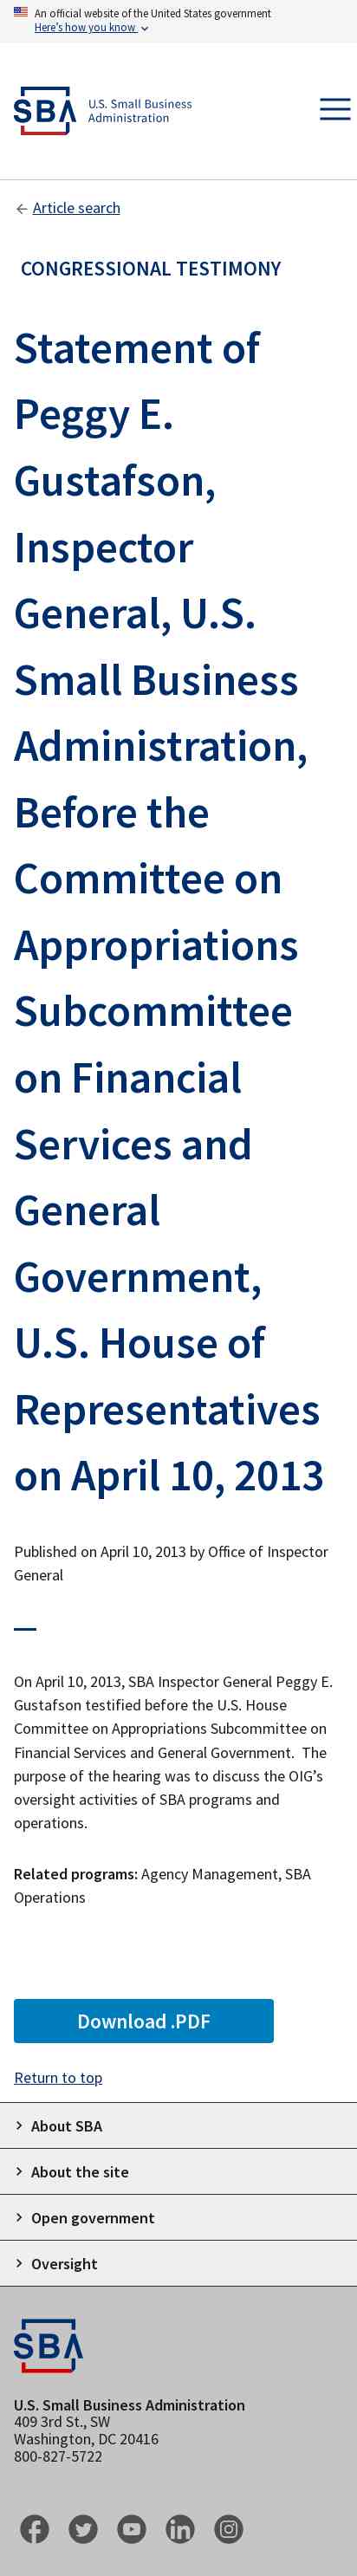 An official website of the United States government
Here’s how you know
SBA U.S. Small Business
Administration
Article search
CONGRESSIONAL TESTIMONY
Statement of
Peggy E.
Gustafson,
Inspector
General, U.S.
Small Business
Administration,
Before the
Committee on
Appropriations
Subcommittee
on Financial
Services and
General
Government,
U.S. House of
Representatives
on April 10, 2013
Published on April 10, 2013 by Office of Inspector
General
On April 10, 2013, SBA Inspector General Peggy E.
Gustafson testified before the U.S. House
Committee on Appropriations Subcommittee on
Financial Services and General Government.  The
purpose of the hearing was to discuss the OIG’s
oversight activities of SBA programs and
operations.
Related programs: Agency Management, SBA
Operations
Download .PDF
Return to top
About SBA
About the site
Open government
Oversight
SBA
U.S. Small Business Administration
409 3rd St., SW
Washington, DC 20416
800-827-5722